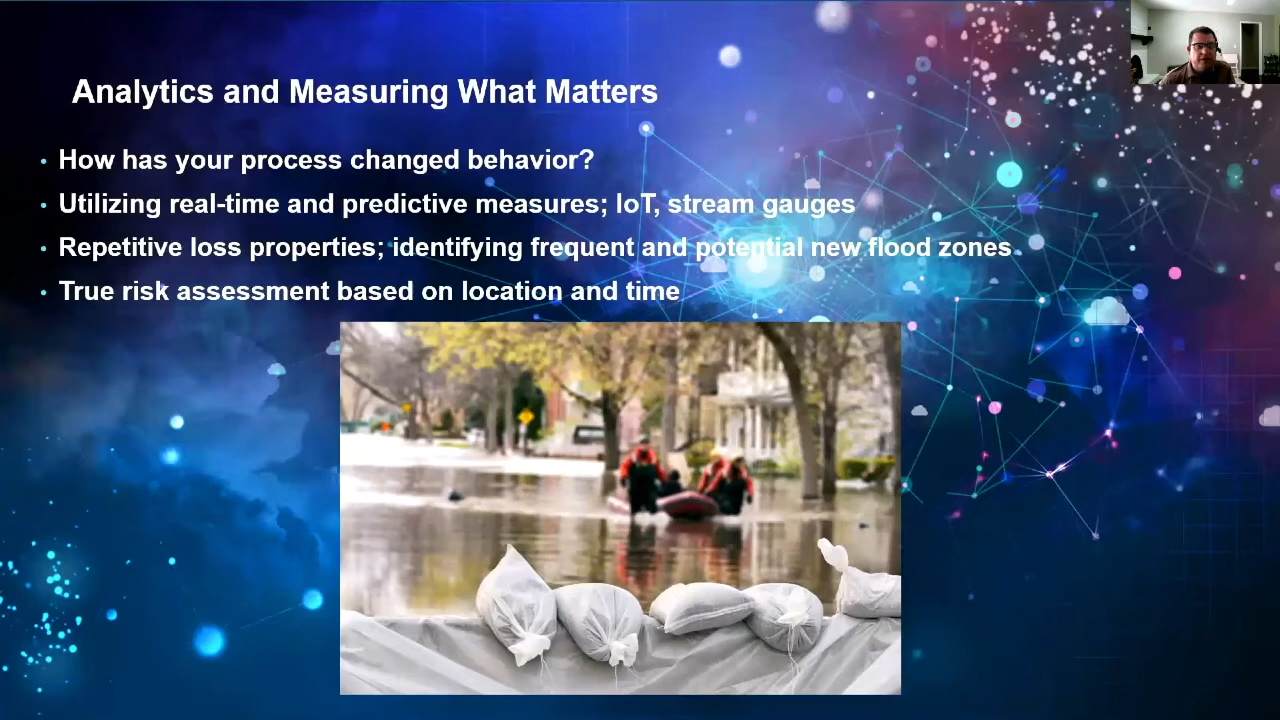 Analytics and Measuring What Matters
• How has your process changed behavior?
• Utilizing real-time and predictive measures; IoT, stream gauges
• Repetitive loss properties; identifying frequent and potential new flood zones
• True risk assessment based on location and time